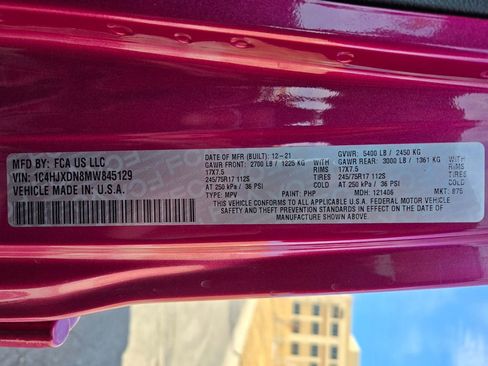 MFD BY: FCA US LLC
VIN: 1C4HJXDN8MW845129
VEHICLE MADE IN: U.S.A.
DATE OF MFR (BUILT): 12-21 GVWR: 5400 LB / 2450 KG
GAWR FRONT: 2700 LB / 1225 KG WITH GAWR REAR: 3000 LB / 1361 KG WITH
17X7.5 RIMS 17X7.5 RIMS
245/75R17 112S TIRES 245/75R17 112S TIRES
AT 250 kPa / 36 PSI AT 250 kPa / 36 PSI
TYPE: MPV PAINT: PHP MDH: 121406 MKT: 875
THIS VEHICLE CONFORMS TO ALL APPLICABLE U.S.A. FEDERAL MOTOR VEHICLE
SAFETY AND THEFT PREVENTION STANDARDS IN EFFECT ON THE DATE OF
MANUFACTURE SHOWN ABOVE.